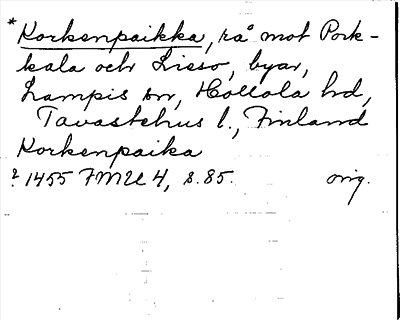 *Korkenpaikka, rå mot Pork-
kala och Lisso, byar,
Lampis sn, Hollola hd,
Tavastehus l., Finland
Korkenpaika
? 1455 FMU 4, s. 85. orig.